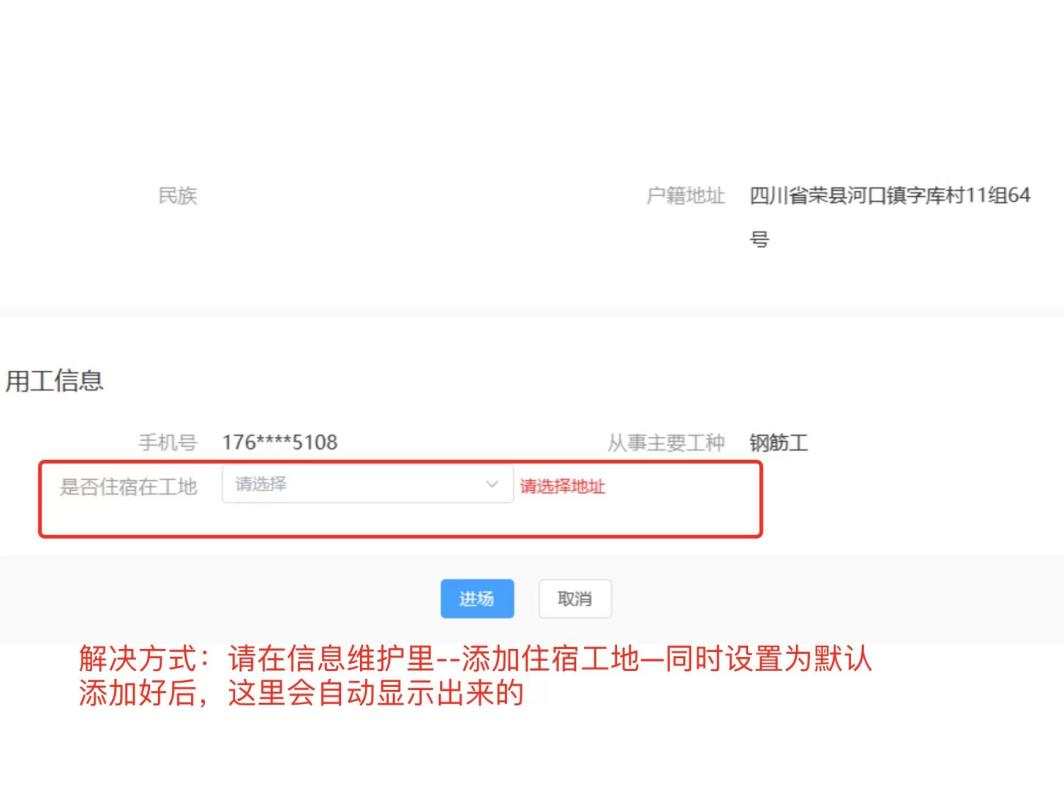 民族
户籍地址 四川省荣县河口镇字库村11组64
号
用工信息
手机号 176****5108 从事主要工种 钢筋工
是否住宿在工地 请选择 请选择地址
进场 取消
解决方式：请在信息维护里--添加住宿工地—同时设置为默认
添加好后，这里会自动显示出来的